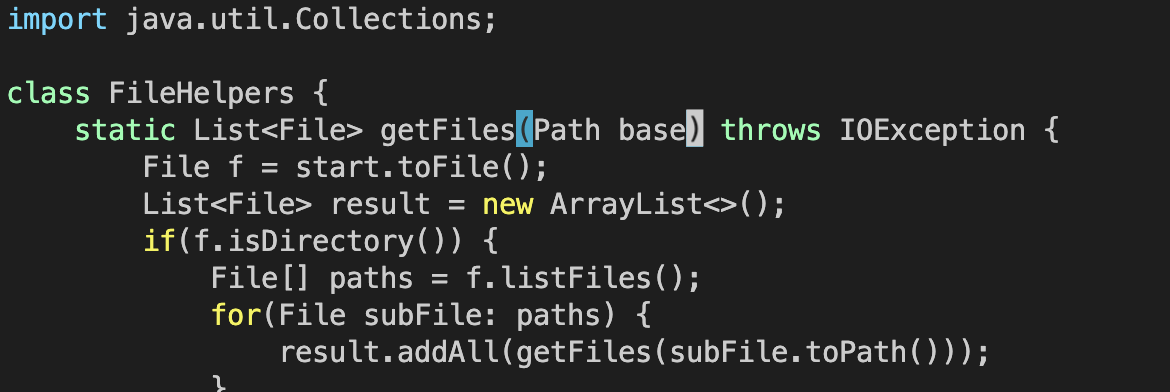 import java.util.Collections;
class FileHelpers {
static List<File> getFiles(Path base) throws IOException {
File f = start.toFile();
List<File> result = new ArrayList<>();
if(f.isDirectory()) {
File[] paths = f.listFiles();
for(File subFile: paths) {
result.addAll(getFiles(subFile.toPath()));
}